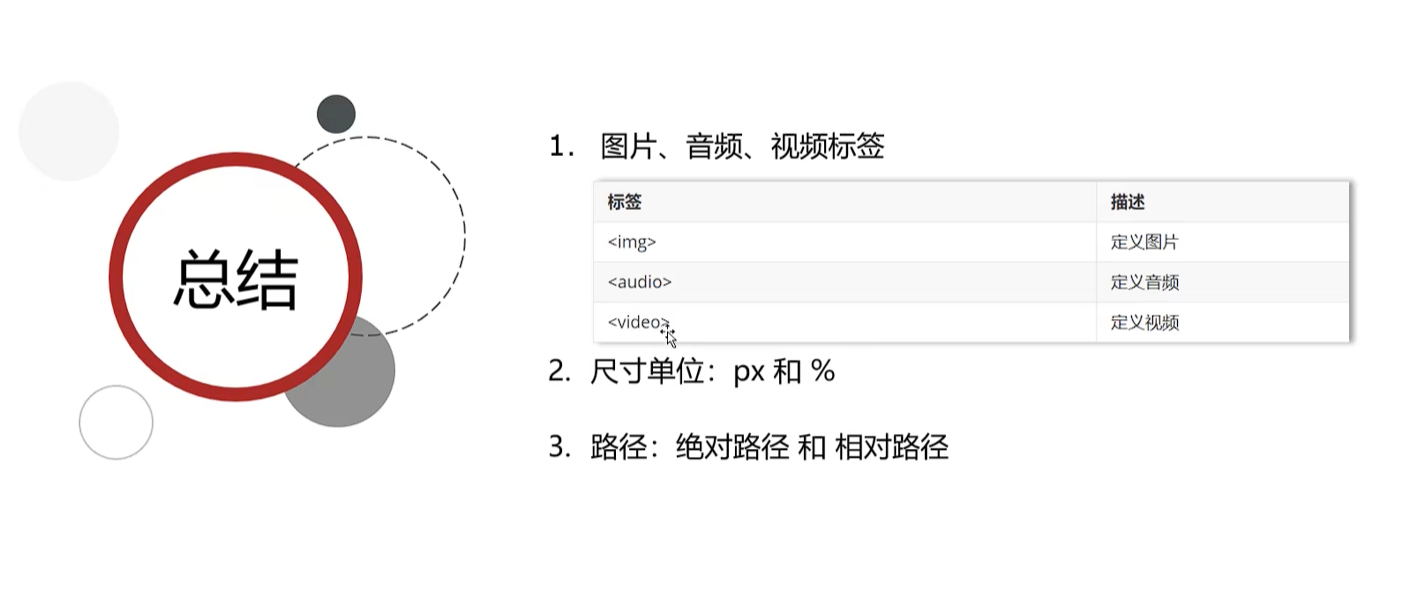 总结
1. 图片、音频、视频标签
标签 描述
<img> 定义图片
<audio> 定义音频
<video> 定义视频
2. 尺寸单位：px 和 %
3. 路径：绝对路径 和 相对路径